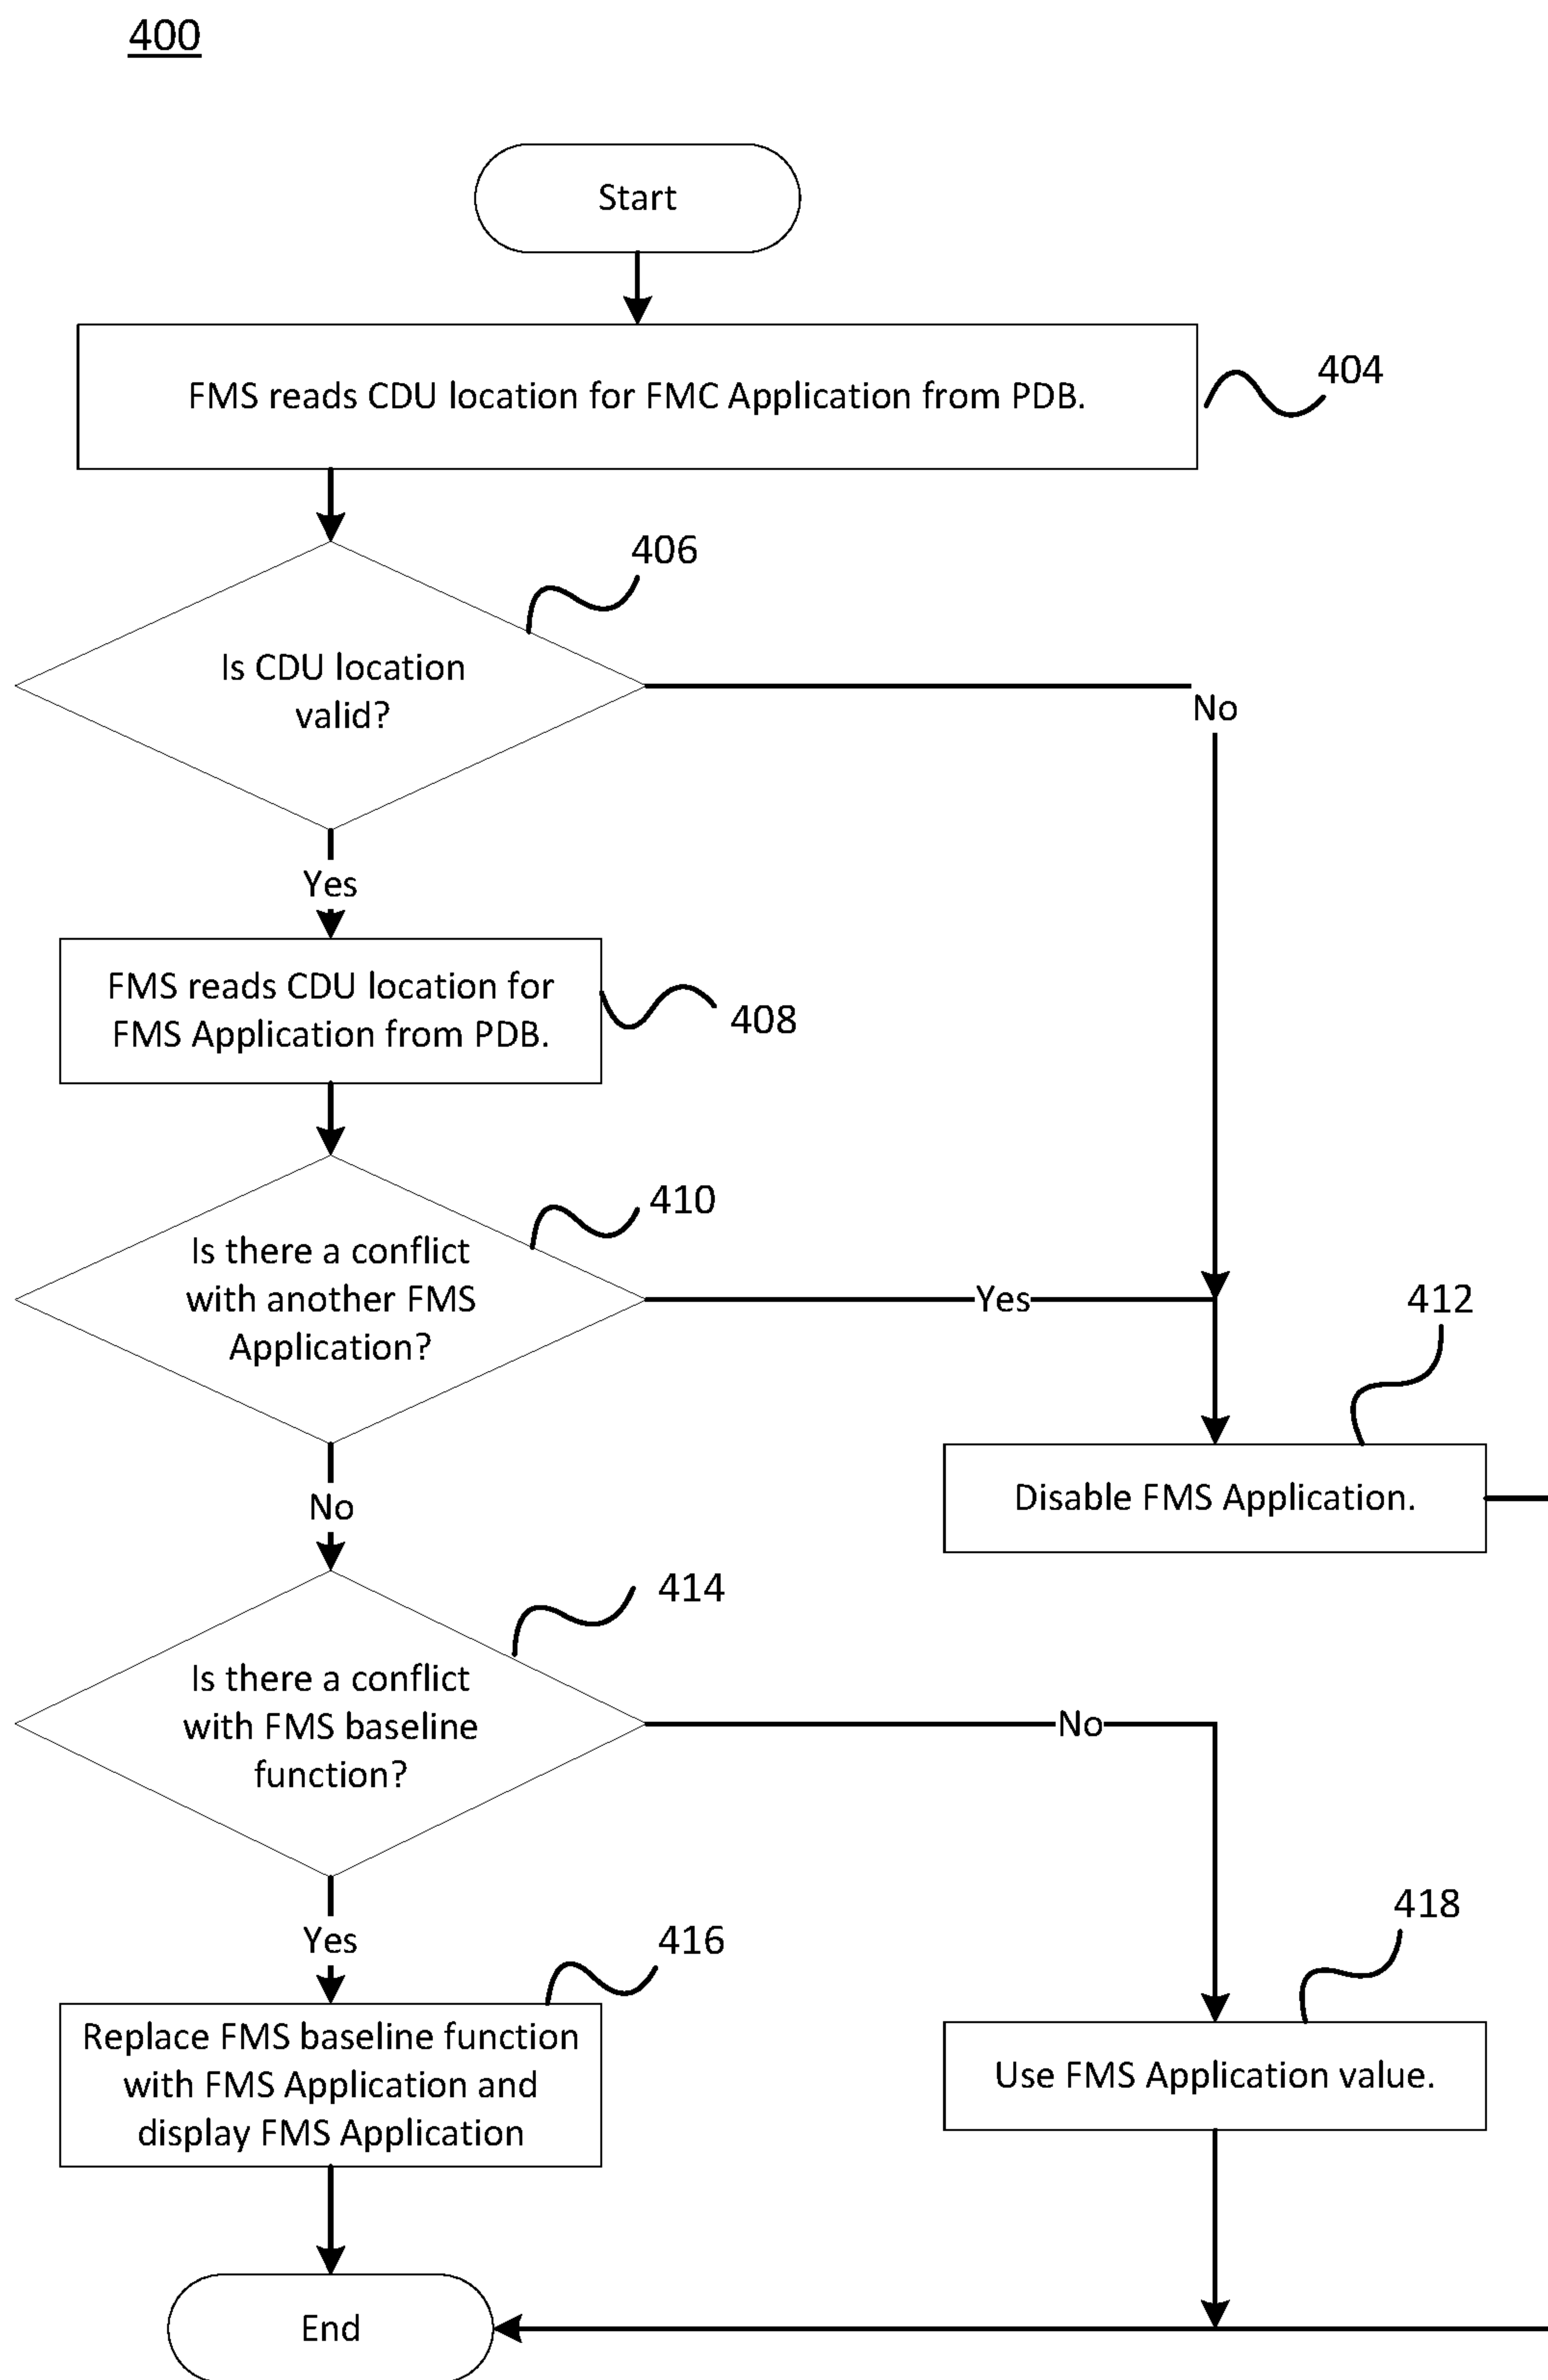 400
Start
FMS reads CDU location for FMC Application from PDB.
404
406
Is CDU location
valid?
No
Yes
FMS reads CDU location for
FMS Application from PDB.
408
410
Is there a conflict
with another FMS
Application?
Yes
412
Disable FMS Application.
No
414
Is there a conflict
with FMS baseline
function?
No
Yes
416
418
Replace FMS baseline function
with FMS Application and
display FMS Application
Use FMS Application value.
End